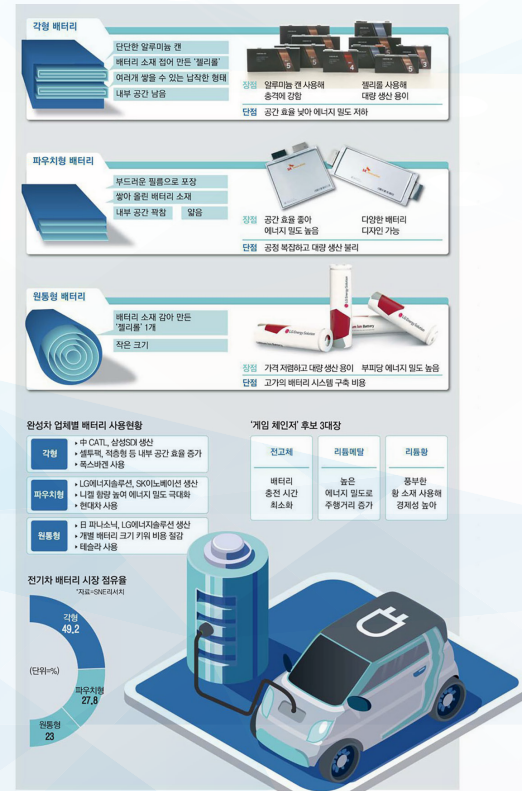 각형 배터리
단단한 알루미늄 캔
배터리 소재 접어 만든 '젤리롤'
여러개 쌓을 수 있는 납작한 형태
내부 공간 남음
장점 알루미늄 캔 사용해
충격에 강함
젤리롤 사용해
대량 생산 용이
단점 공간 효율 낮아 에너지 밀도 저하
파우치형 배터리
부드러운 필름으로 포장
쌓아 올린 배터리 소재
내부 공간 꽉참
얇음
장점 공간 효율 좋아
에너지 밀도 높음
다양한 배터리
디자인 가능
단점 공정 복잡하고 대량 생산 불리
원통형 배터리
배터리 소재 감아 만든
'젤리롤' 1개
작은 크기
LG Energy Solution
장점 가격 저렴하고 대량 생산 용이 부피당 에너지 밀도 높음
단점 고가의 배터리 시스템 구축 비용
완성차 업체별 배터리 사용현황
각형
▸中 CATL, 삼성SDI 생산
▸셀투팩, 적층형 등 내부 공간 효율 증가
▸폭스바겐 사용
파우치형
▸LG에너지솔루션, SK이노베이션 생산
▸니켈 함량 높여 에너지 밀도 극대화
▸현대차 사용
원통형
▸日 파나소닉, LG에너지솔루션 생산
▸개별 배터리 크기 키워 비용 절감
▸테슬라 사용
'게임 체인저' 후보 3대장
전고체
배터리
충전 시간
최소화
리튬메탈
높은
에너지 밀도로
주행거리 증가
리튬황
풍부한
황 소재 사용해
경제성 높아
전기차 배터리 시장 점유율
*자료=SNE리서치
각형
49.2
(단위=%)
파우치형
27.8
원통형
23